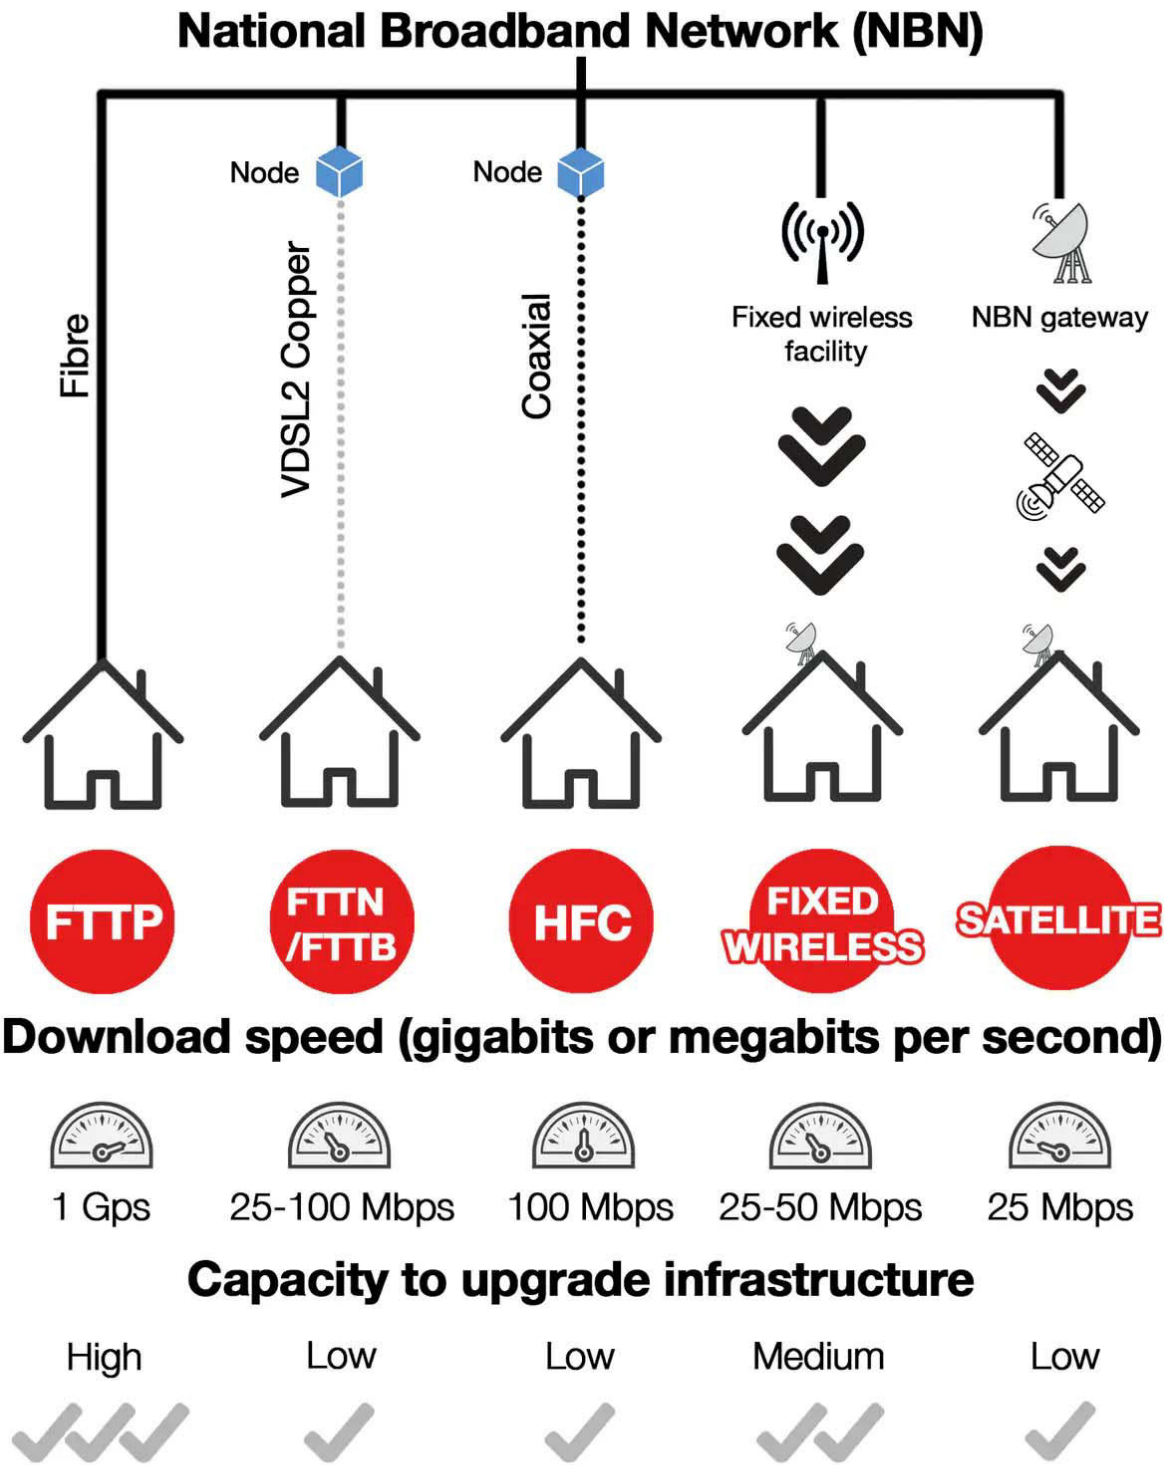 National Broadband Network (NBN)
Node
Node
Fibre
VDSL2 Copper
Coaxial
Fixed wireless
facility
NBN gateway
FTTP
FTTN
/FTTB
HFC
FIXED
WIRELESS
SATELLITE
Download speed (gigabits or megabits per second)
1 Gps
25-100 Mbps
100 Mbps
25-50 Mbps
25 Mbps
Capacity to upgrade infrastructure
High
Low
Low
Medium
Low